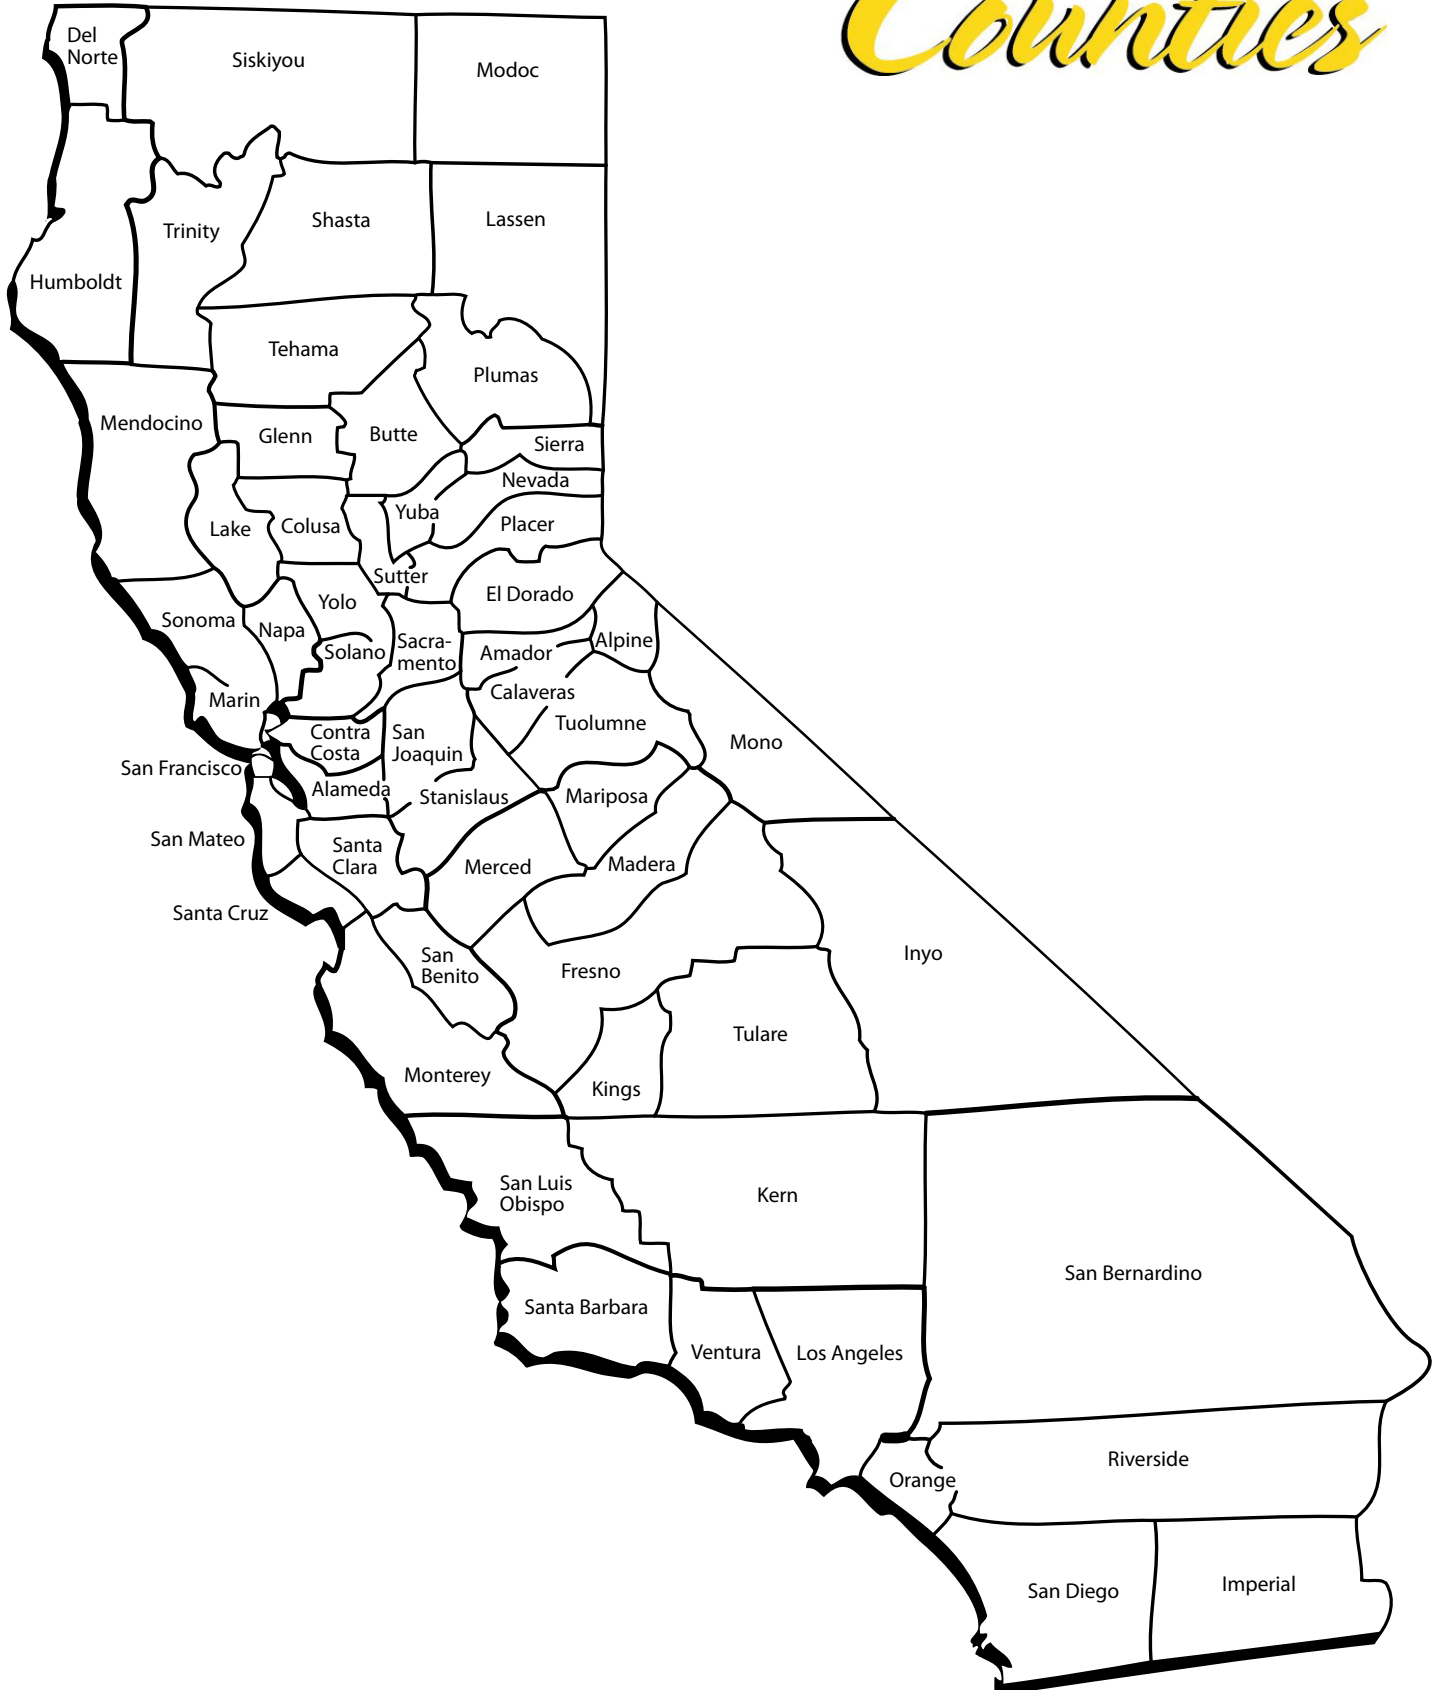 Counties
Del
Norte
Siskiyou
Modoc
Trinity
Shasta
Lassen
Humboldt
Tehama
Plumas
Mendocino
Glenn
Butte
Sierra
Nevada
Yuba
Placer
Lake
Colusa
Sutter
El Dorado
Yolo
Sonoma
Napa
Solano
Sacra-
mento
Amador
Alpine
Marin
Calaveras
Tuolumne
Contra
Costa
San
Joaquin
Mono
San Francisco
Alameda
Stanislaus
Mariposa
San Mateo
Santa
Clara
Merced
Madera
Santa Cruz
San
Benito
Fresno
Inyo
Tulare
Monterey
Kings
San Luis
Obispo
Kern
San Bernardino
Santa Barbara
Ventura
Los Angeles
Riverside
Orange
San Diego
Imperial